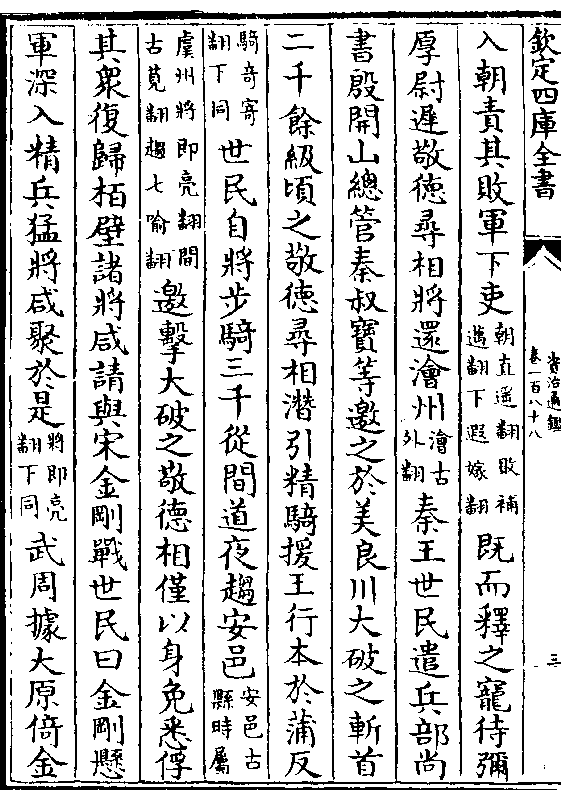 欽定四庫全書
資治通鑑
卷一百八十八
三
入朝責其敗軍下吏朝直遥翻敗補邁翻下遐嫁翻既而釋之寵待彌
厚尉遲敬德尋相將還澮州澮古外翻秦王世民遣兵部尚
書殷開山總管秦叔寶等邀之於美良川大破之斬首
二千餘級頃之敬德尋相潛引精騎援王行本於蒲反
騎奇寄翻下同世民自將步騎三千從間道夜趨安邑安邑古縣時屬
虞州將即亮翻間古莧翻趨七喻翻邀擊大破之敬德相僅以身免悉俘
其衆復歸栢壁諸將咸請與宋金剛戰世民曰金剛懸
軍深入精兵猛將咸聚於是將即亮翻下同武周據太原倚金